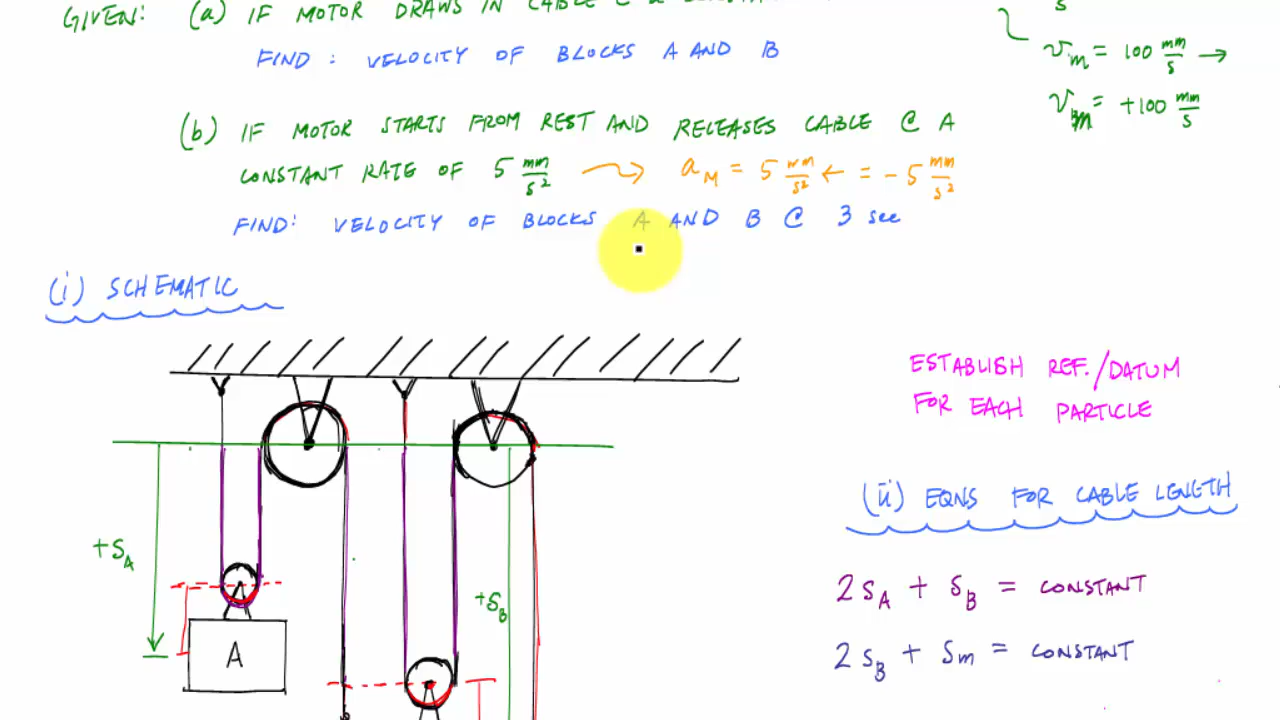 GIVEN: (a) IF MOTOR DRAWS IN CABLE @
FIND: VELOCITY OF BLOCKS A AND B
(b) IF MOTOR STARTS FROM REST AND RELEASES CABLE @ A
CONSTANT RATE OF 5 mm/s² a_M = 5 mm/s² ← = -5 mm/s²
FIND: VELOCITY OF BLOCKS A AND B @ 3 sec
s
v_m = 100 mm/s →
v_m = +100 mm/s
(i) SCHEMATIC
+S_A
A
+S_B
ESTABLISH REF./DATUM
FOR EACH PARTICLE
(ii) EQNS FOR CABLE LENGTH
2S_A + S_B = CONSTANT
2S_B + S_m = CONSTANT